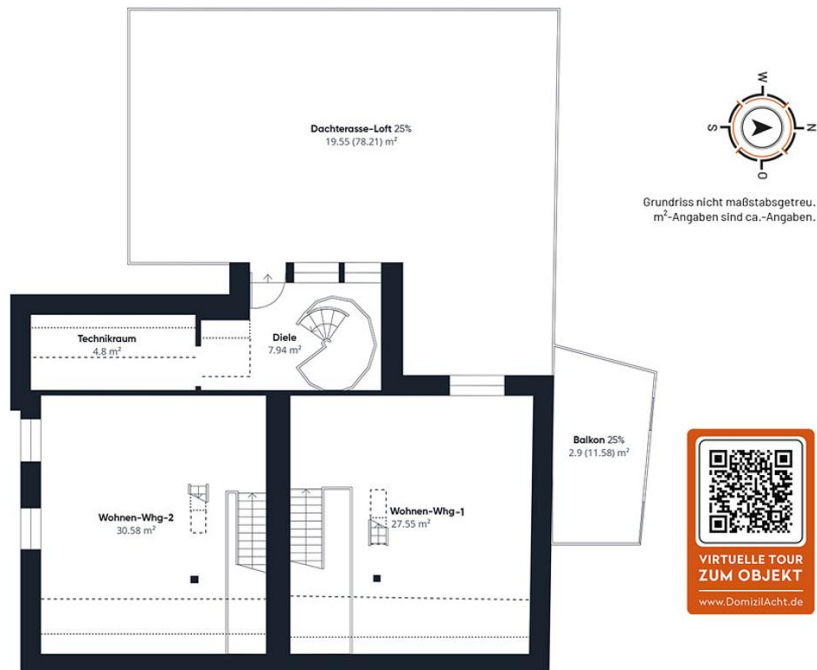 Dachterasse-Loft 25%
19.55 (78.21) m²
W
S
N
O
Grundriss nicht maßstabsgetreu.
m²-Angaben sind ca.-Angaben.
Technikraum
4.8 m²
Diele
7.94 m²
Balkon 25%
2.9 (11.58) m²
Wohnen-Whg-2
30.58 m²
Wohnen-Whg-1
27.55 m²
VIRTUELLE TOUR
ZUM OBJEKT
www.DomizilAcht.de